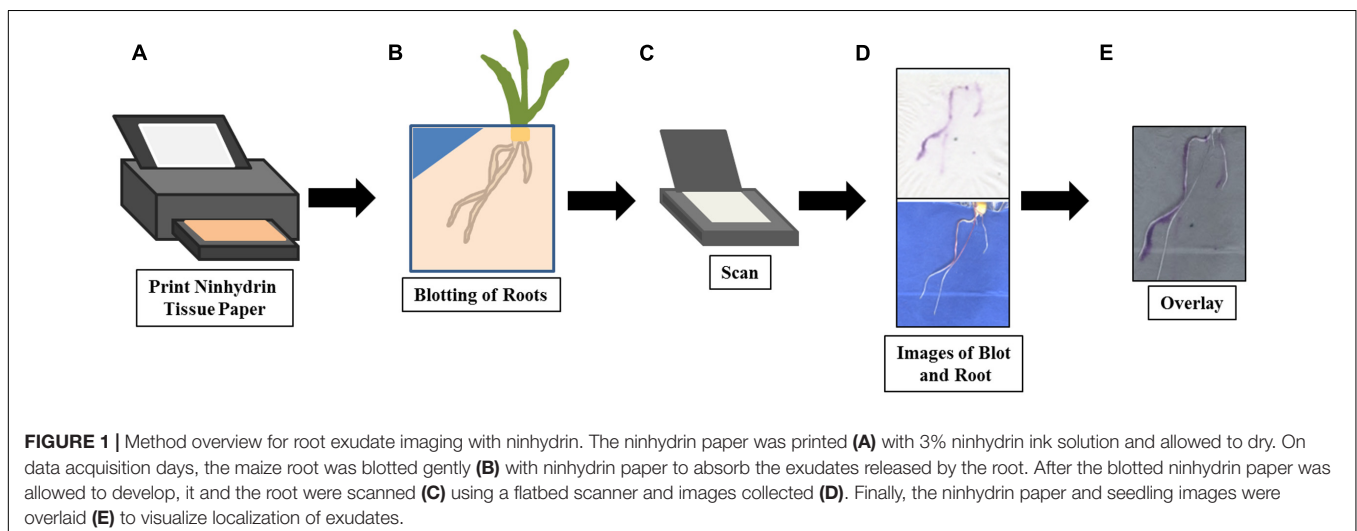 A
B
C
D
E
Print Ninhydrin
Tissue Paper
Blotting of Roots
Scan
Images of Blot
and Root
Overlay
FIGURE 1 | Method overview for root exudate imaging with ninhydrin. The ninhydrin paper was printed (A) with 3% ninhydrin ink solution and allowed to dry. On
data acquisition days, the maize root was blotted gently (B) with ninhydrin paper to absorb the exudates released by the root. After the blotted ninhydrin paper was
allowed to develop, it and the root were scanned (C) using a flatbed scanner and images collected (D). Finally, the ninhydrin paper and seedling images were
overlaid (E) to visualize localization of exudates.